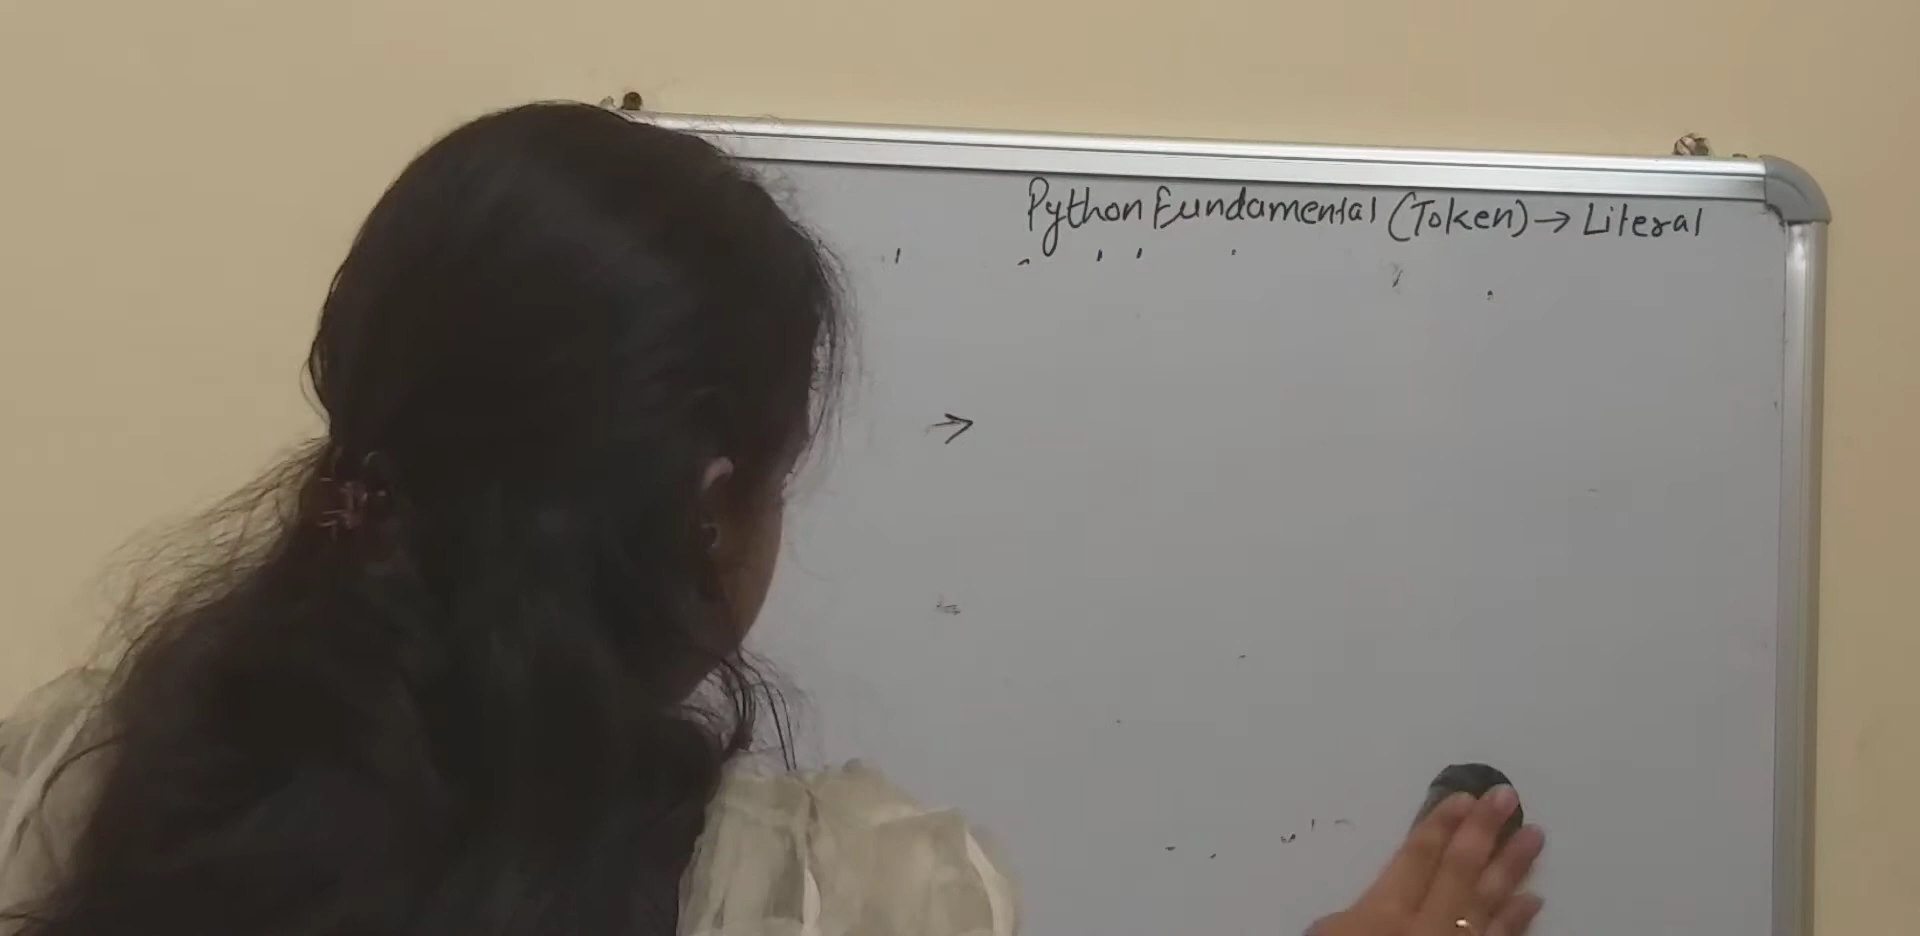 Python Fundamental (Token) → Literal
→